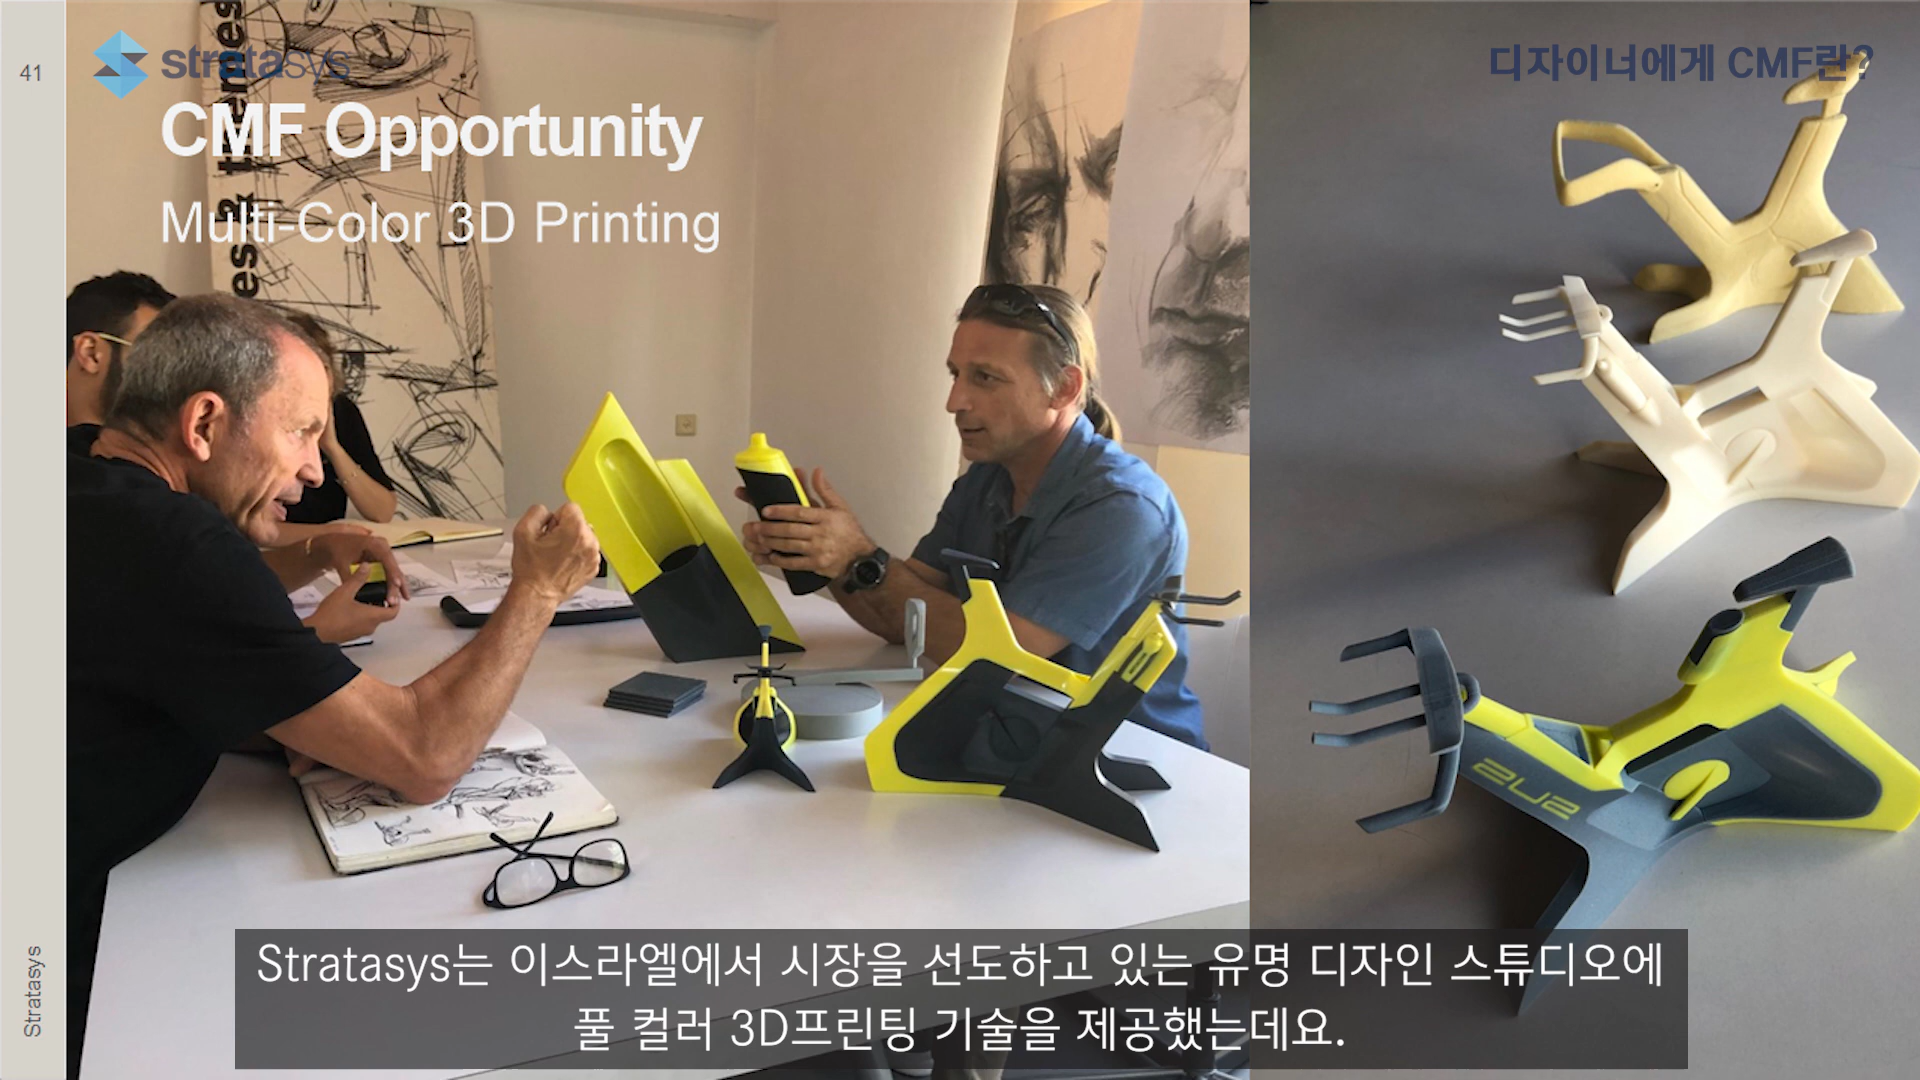 41
stratasys
디자이너에게 CMF란?
CMF Opportunity
Multi-Color 3D Printing
Stratasys
Stratasys는 이스라엘에서 시장을 선도하고 있는 유명 디자인 스튜디오에
풀 컬러 3D프린팅 기술을 제공했는데요.